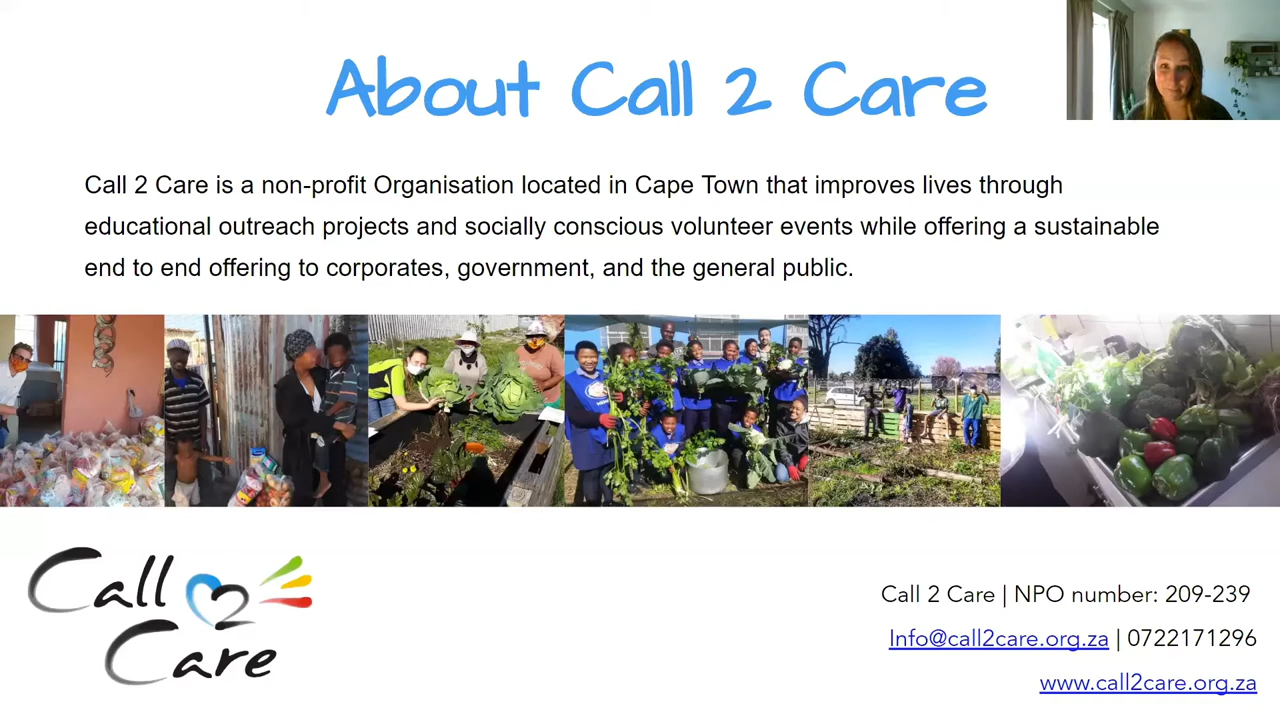 About Call 2 Care
Call 2 Care is a non-profit Organisation located in Cape Town that improves lives through
educational outreach projects and socially conscious volunteer events while offering a sustainable
end to end offering to corporates, government, and the general public.
Call 2
Care
Call 2 Care | NPO number: 209-239
Info@call2care.org.za | 0722171296
www.call2care.org.za